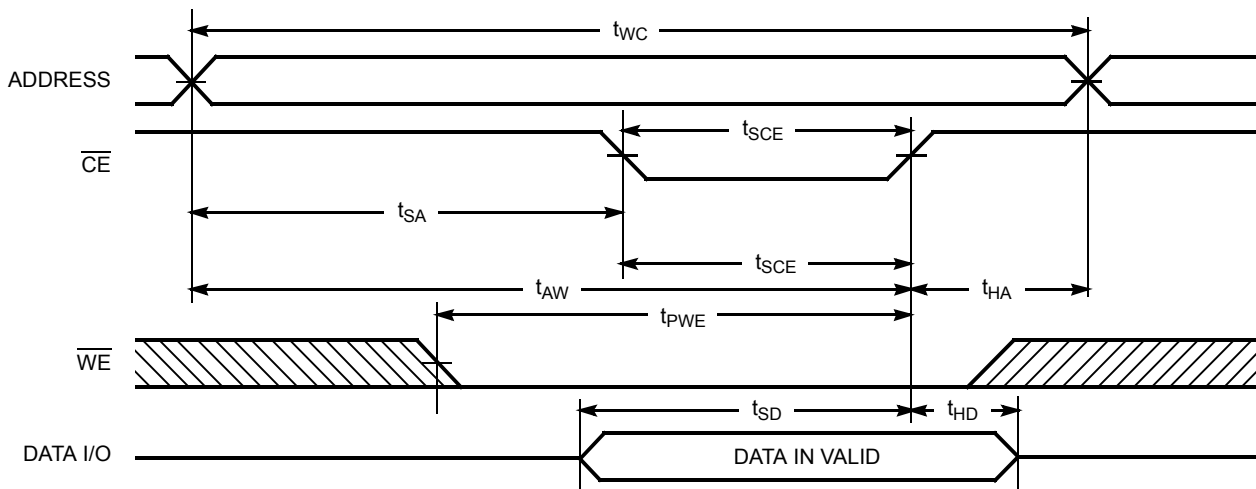 tWC
ADDRESS
tSCE
CE
tSA
tSCE
tAW
tHA
tPWE
WE
tSD
tHD
DATA I/O
DATA IN VALID